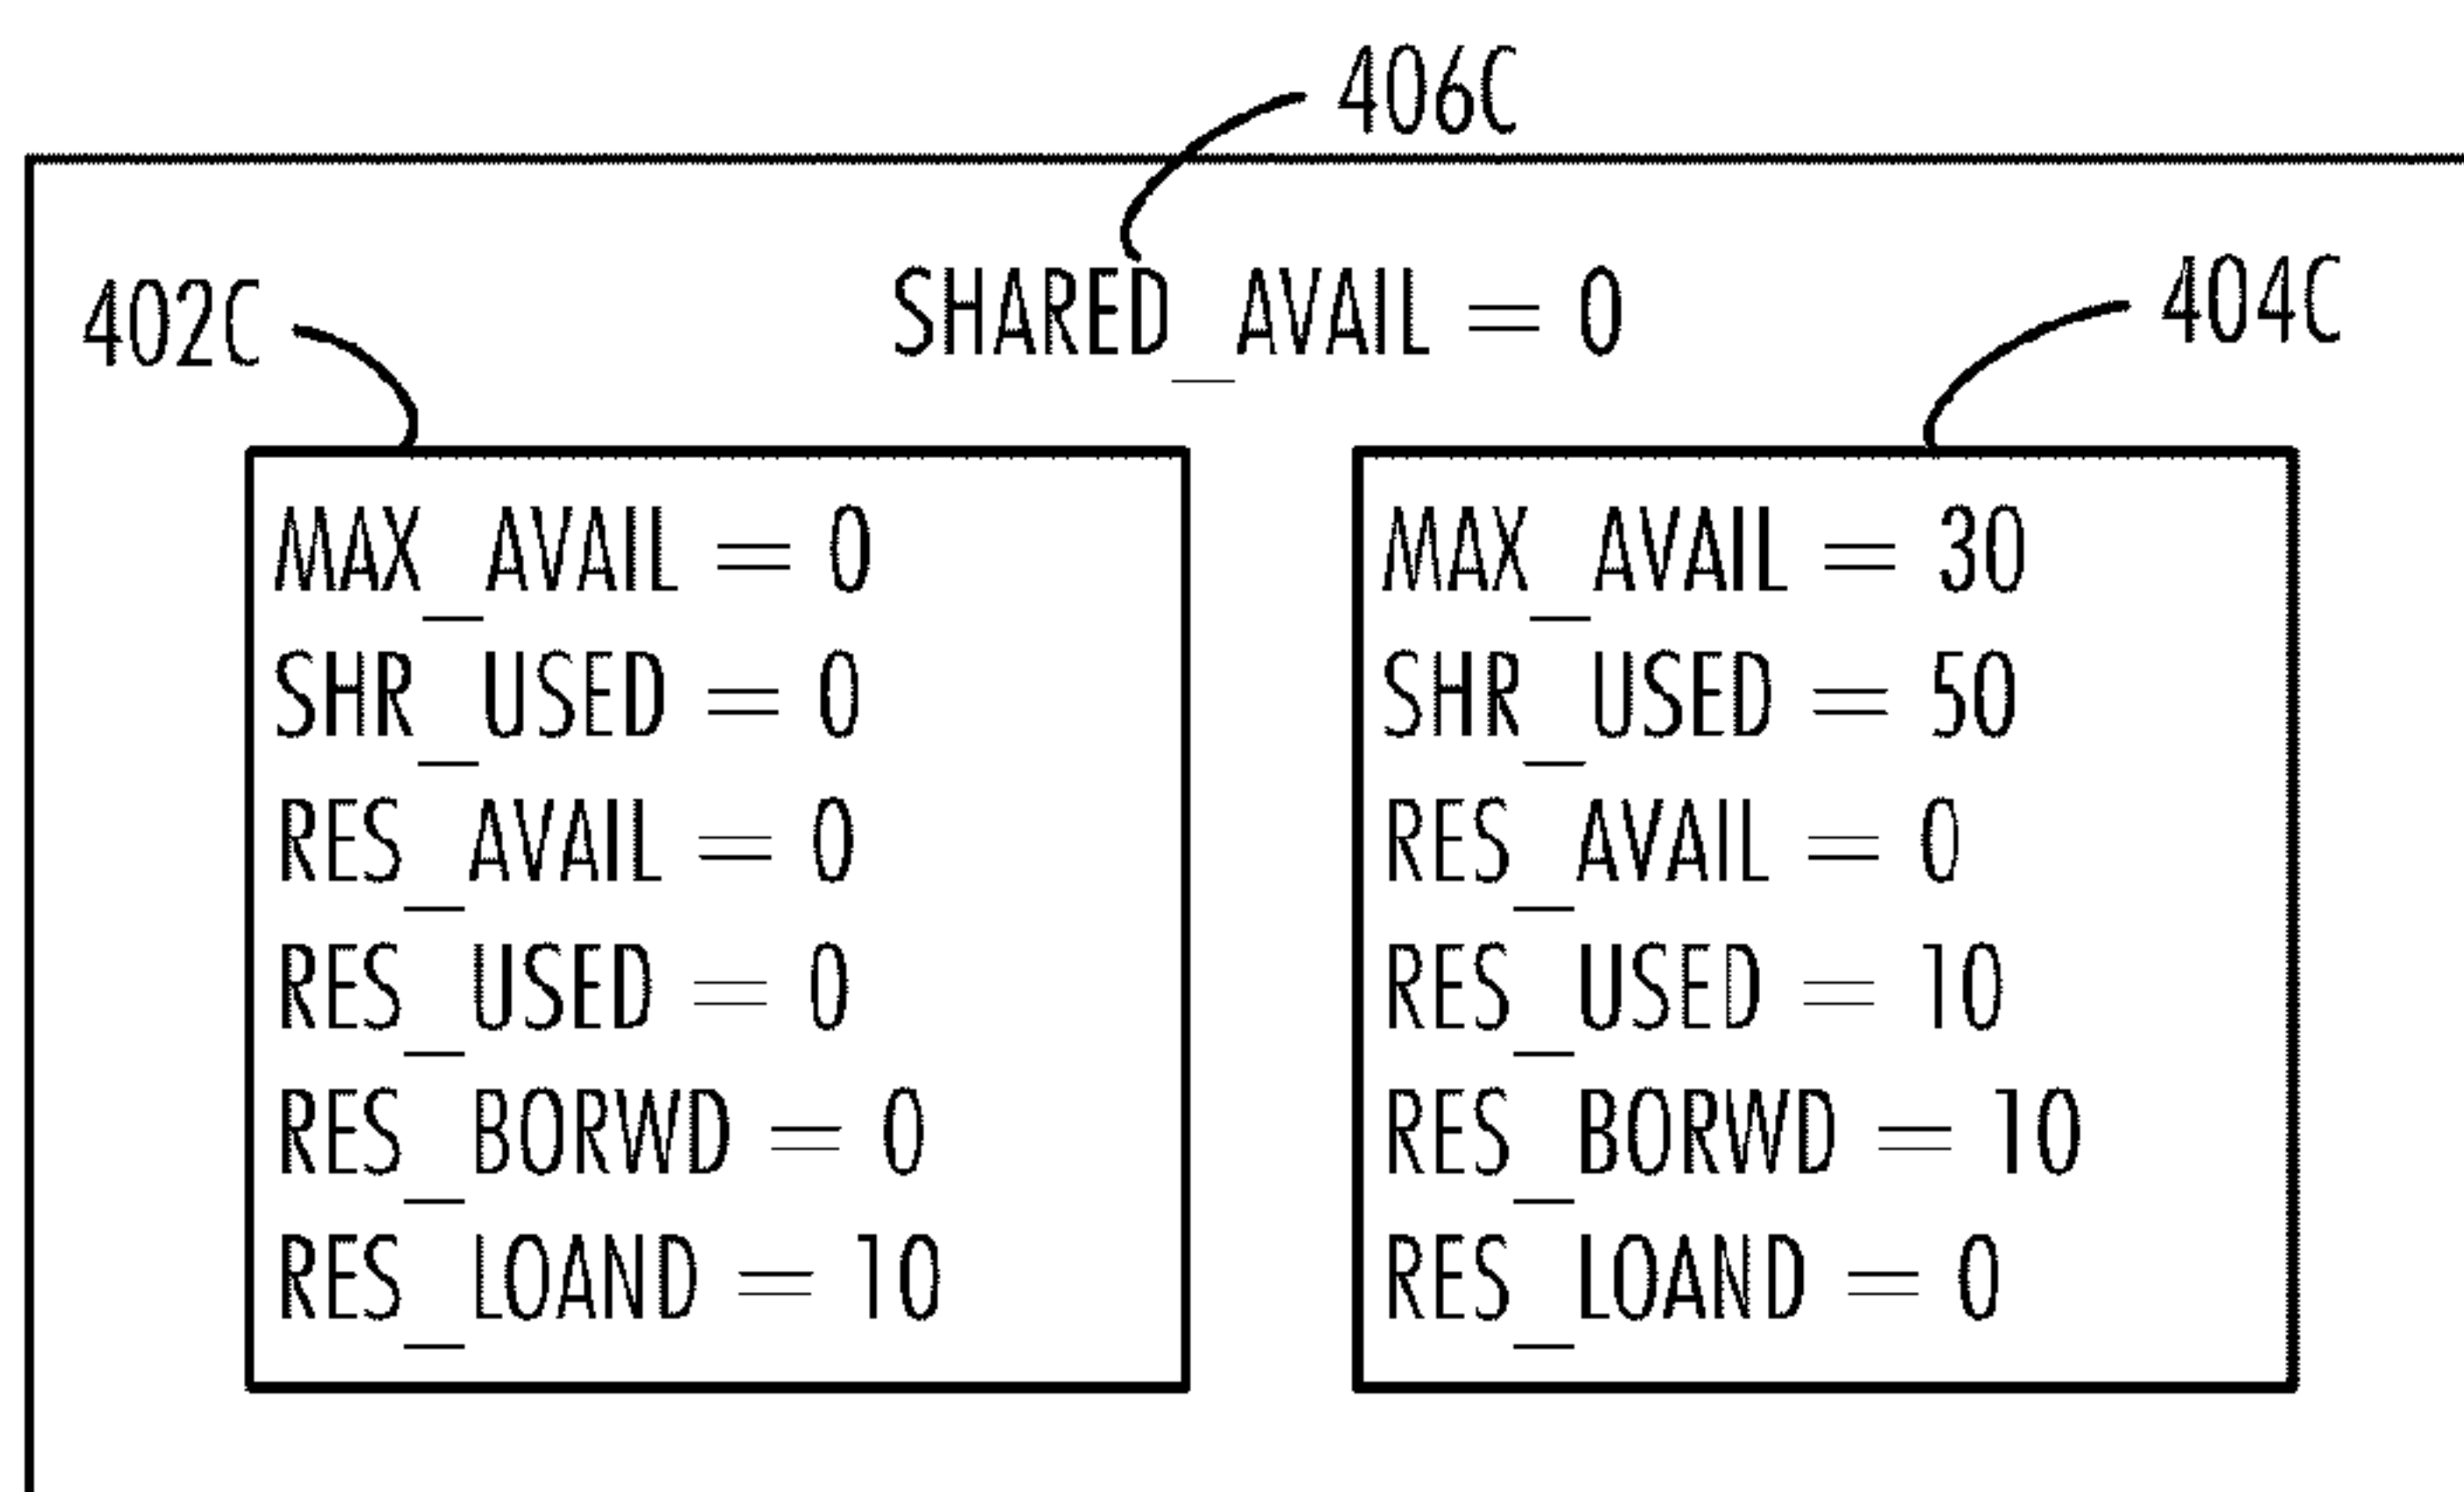 406C
402C
SHARED_AVAIL = 0
404C
MAX_AVAIL = 0
SHR_USED = 0
RES_AVAIL = 0
RES_USED = 0
RES_BORWD = 0
RES_LOAND = 10
MAX_AVAIL = 30
SHR_USED = 50
RES_AVAIL = 0
RES_USED = 10
RES_BORWD = 10
RES_LOAND = 0